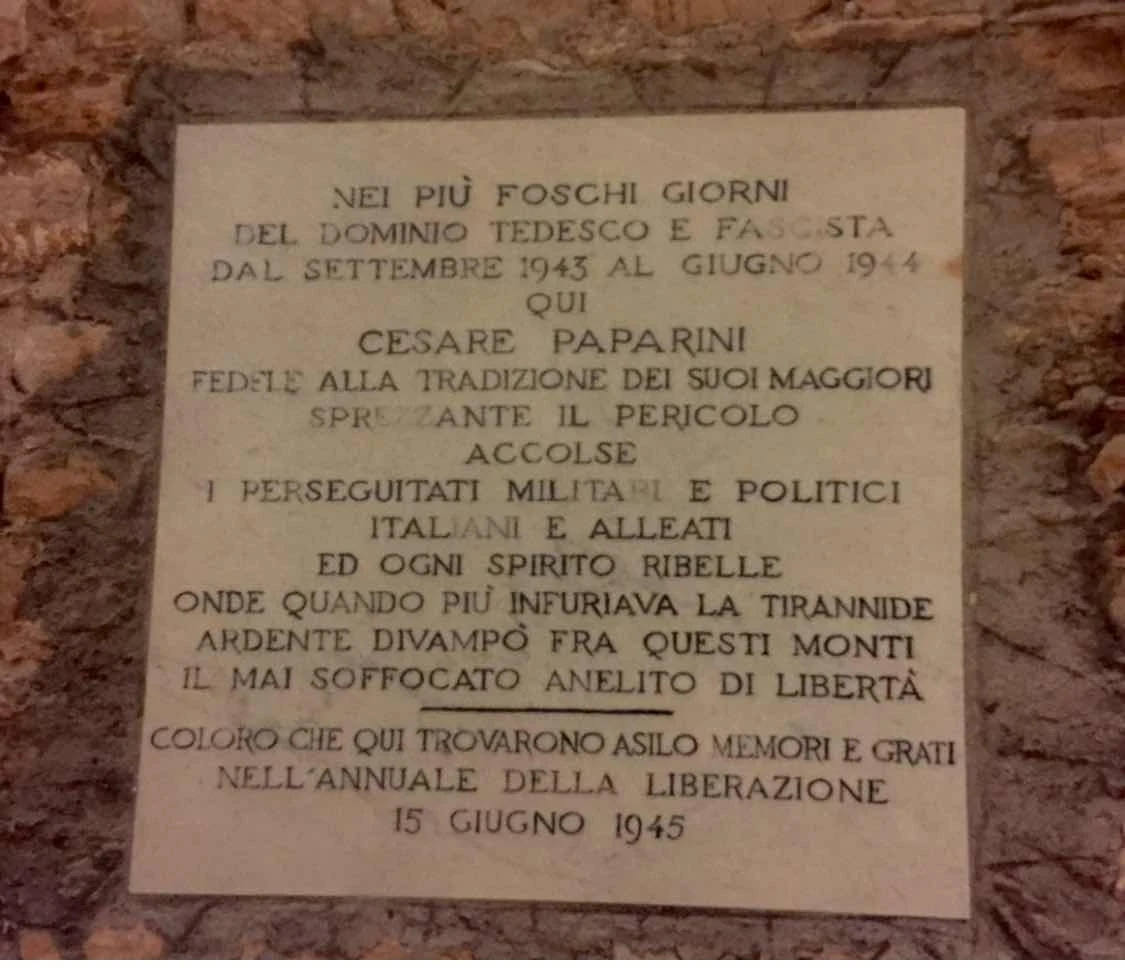 NEI PIÙ FOSCHI GIORNI
DEL DOMINIO TEDESCO E FASCISTA
DAL SETTEMBRE 1943 AL GIUGNO 1944
QUI
CESARE PAPARINI
FEDELE ALLA TRADIZIONE DEI SUOI MAGGIORI
SPREZZANTE IL PERICOLO
ACCOLSE
I PERSEGUITATI MILITARI E POLITICI
ITALIANI E ALLEATI
ED OGNI SPIRITO RIBELLE
ONDE QUANDO PIÙ INFURIAVA LA TIRANNIDE
ARDENTE DIVAMPÒ FRA QUESTI MONTI
IL MAI SOFFOCATO ANELITO DI LIBERTÀ
COLORO CHE QUI TROVARONO ASILO MEMORI E GRATI
NELL'ANNUALE DELLA LIBERAZIONE
15 GIUGNO 1945